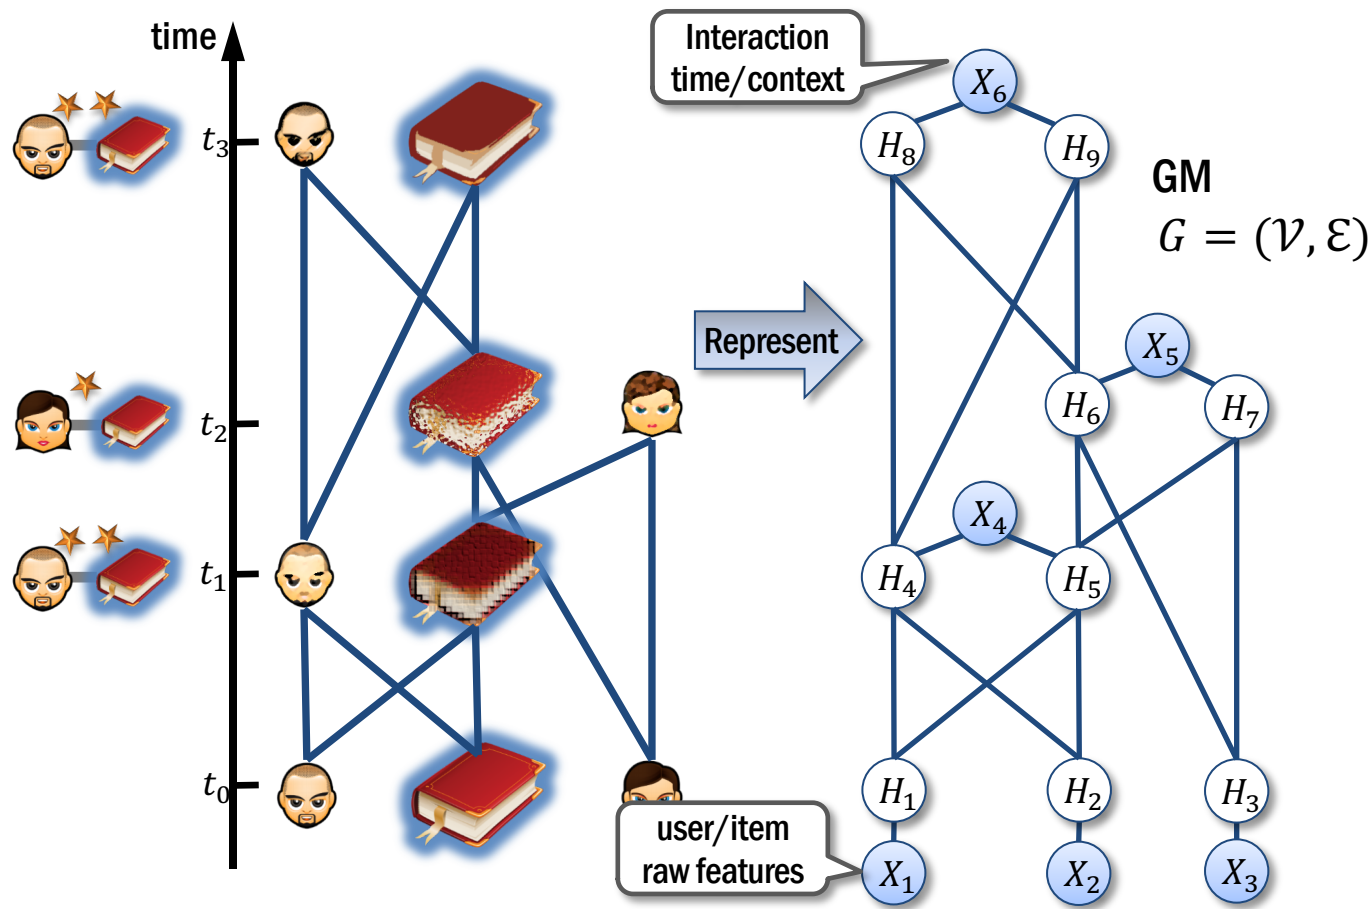 time
Interaction
time/context
X₆
t₃
H₈
H₉
GM
G = (𝒱, ℰ)
Represent
X₅
t₂
H₆
H₇
X₄
t₁
H₄
H₅
t₀
H₁
H₂
H₃
user/item
raw features
X₁
X₂
X₃